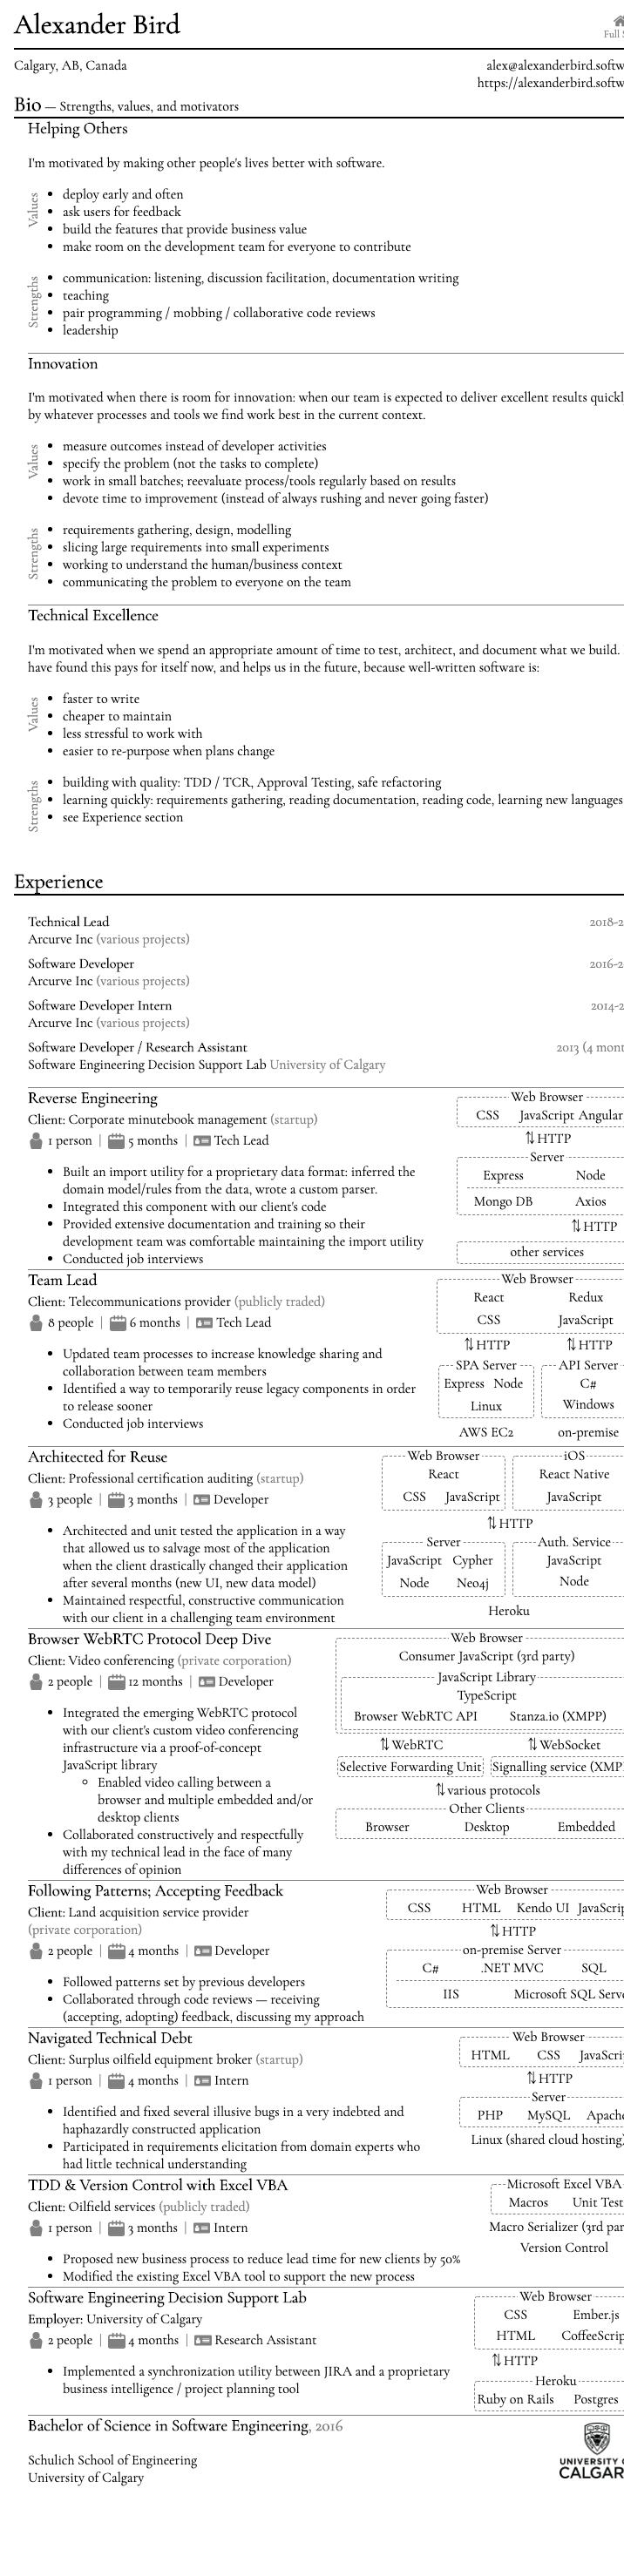 Alexander Bird
Full S
Calgary, AB, Canada
alex@alexanderbird.softw
https://alexanderbird.softw
Bio — Strengths, values, and motivators
Helping Others
I'm motivated by making other people's lives better with software.
Values
• deploy early and often
• ask users for feedback
• build the features that provide business value
• make room on the development team for everyone to contribute
Strengths
• communication: listening, discussion facilitation, documentation writing
• teaching
• pair programming / mobbing / collaborative code reviews
• leadership
Innovation
I'm motivated when there is room for innovation: when our team is expected to deliver excellent results quickl
by whatever processes and tools we find work best in the current context.
Values
• measure outcomes instead of developer activities
• specify the problem (not the tasks to complete)
• work in small batches; reevaluate process/tools regularly based on results
• devote time to improvement (instead of always rushing and never going faster)
Strengths
• requirements gathering, design, modelling
• slicing large requirements into small experiments
• working to understand the human/business context
• communicating the problem to everyone on the team
Technical Excellence
I'm motivated when we spend an appropriate amount of time to test, architect, and document what we build.
have found this pays for itself now, and helps us in the future, because well-written software is:
Values
• faster to write
• cheaper to maintain
• less stressful to work with
• easier to re-purpose when plans change
Strengths
• building with quality: TDD / TCR, Approval Testing, safe refactoring
• learning quickly: requirements gathering, reading documentation, reading code, learning new languages
• see Experience section
Experience
Technical Lead 2018-2
Arcurve Inc (various projects)
Software Developer 2016-2
Arcurve Inc (various projects)
Software Developer Intern 2014-2
Arcurve Inc (various projects)
Software Developer / Research Assistant 2013 (4 mont
Software Engineering Decision Support Lab University of Calgary
Reverse Engineering
Client: Corporate minutebook management (startup)
1 person | 5 months | Tech Lead
• Built an import utility for a proprietary data format: inferred the
domain model/rules from the data, wrote a custom parser.
• Integrated this component with our client's code
• Provided extensive documentation and training so their
development team was comfortable maintaining the import utility
• Conducted job interviews
Web Browser
CSS JavaScript Angular
⇅ HTTP
Server
Express Node
Mongo DB Axios
⇅ HTTP
other services
Team Lead
Client: Telecommunications provider (publicly traded)
8 people | 6 months | Tech Lead
• Updated team processes to increase knowledge sharing and
collaboration between team members
• Identified a way to temporarily reuse legacy components in order
to release sooner
• Conducted job interviews
Web Browser
React Redux
CSS JavaScript
⇅ HTTP ⇅ HTTP
SPA Server API Server
Express Node C#
Linux Windows
AWS EC2 on-premise
Architected for Reuse
Client: Professional certification auditing (startup)
3 people | 3 months | Developer
• Architected and unit tested the application in a way
that allowed us to salvage most of the application
when the client drastically changed their application
after several months (new UI, new data model)
• Maintained respectful, constructive communication
with our client in a challenging team environment
Web Browser iOS
React React Native
CSS JavaScript JavaScript
⇅ HTTP
Server Auth. Service
JavaScript Cypher JavaScript
Node Neo4j Node
Heroku
Browser WebRTC Protocol Deep Dive
Client: Video conferencing (private corporation)
2 people | 12 months | Developer
• Integrated the emerging WebRTC protocol
with our client's custom video conferencing
infrastructure via a proof-of-concept
JavaScript library
◦ Enabled video calling between a
browser and multiple embedded and/or
desktop clients
• Collaborated constructively and respectfully
with my technical lead in the face of many
differences of opinion
Web Browser
Consumer JavaScript (3rd party)
JavaScript Library
TypeScript
Browser WebRTC API Stanza.io (XMPP)
⇅ WebRTC ⇅ WebSocket
Selective Forwarding Unit Signalling service (XMP
⇅ various protocols
Other Clients
Browser Desktop Embedded
Following Patterns; Accepting Feedback
Client: Land acquisition service provider
(private corporation)
2 people | 4 months | Developer
• Followed patterns set by previous developers
• Collaborated through code reviews — receiving
(accepting, adopting) feedback, discussing my approach
Web Browser
CSS HTML Kendo UI JavaScrip
⇅ HTTP
on-premise Server
C# .NET MVC SQL
IIS Microsoft SQL Serve
Navigated Technical Debt
Client: Surplus oilfield equipment broker (startup)
1 person | 4 months | Intern
• Identified and fixed several illusive bugs in a very indebted and
haphazardly constructed application
• Participated in requirements elicitation from domain experts who
had little technical understanding
Web Browser
HTML CSS JavaScrip
⇅ HTTP
Server
PHP MySQL Apache
Linux (shared cloud hosting)
TDD & Version Control with Excel VBA
Client: Oilfield services (publicly traded)
1 person | 3 months | Intern
• Proposed new business process to reduce lead time for new clients by 50%
• Modified the existing Excel VBA tool to support the new process
Microsoft Excel VBA
Macros Unit Test
Macro Serializer (3rd par
Version Control
Software Engineering Decision Support Lab
Employer: University of Calgary
2 people | 4 months | Research Assistant
• Implemented a synchronization utility between JIRA and a proprietary
business intelligence / project planning tool
Web Browser
CSS Ember.js
HTML CoffeeScrip
⇅ HTTP
Heroku
Ruby on Rails Postgres
Bachelor of Science in Software Engineering, 2016
Schulich School of Engineering
University of Calgary
UNIVERSITY O
CALGAR